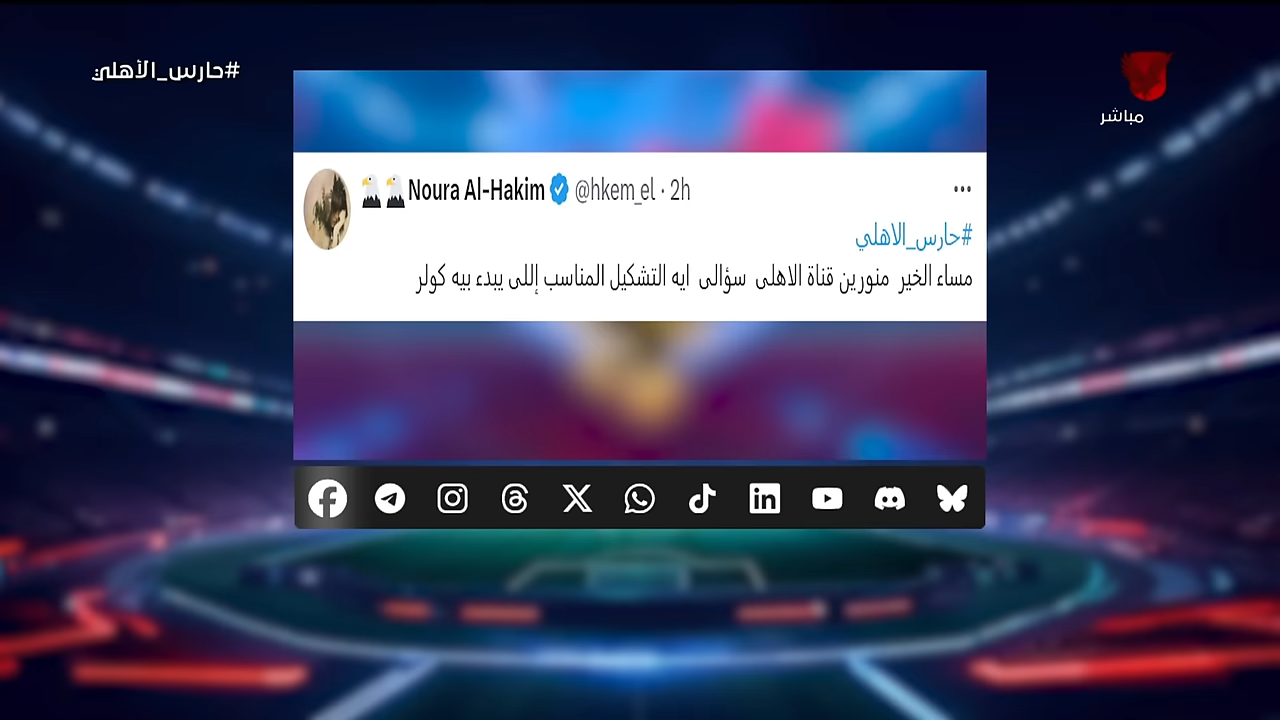 #حارس_الأهلي
مباشر
🦅🦅Noura Al-Hakim @hkem_el · 2h
#حارس_الاهلي
مساء الخير منورين قناة الاهلى سؤالى ايه التشكيل المناسب إللى يبدء بيه كولر